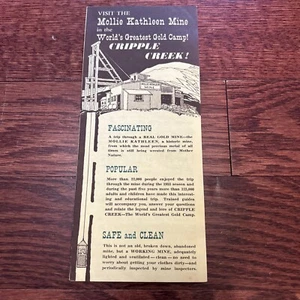 VISIT THE
Mollie Kathleen Mine
in the
World's Greatest Gold Camp!
CRIPPLE
CREEK!
FASCINATING
A trip through a REAL GOLD MINE—the
MOLLIE KATHLEEN, a historic mine,
from which the most precious metal of all
times is still being wrested from Mother
Nature.
POPULAR
More than 22,000 people enjoyed the trip
through the mine during the 1953 season and
during the past five years more than
adults and children have made this interest-
ing and educational trip. Trained guides
will accompany you, answer your questions
and relate the legend and lore of CRIPPLE
CREEK—The World's Greatest Gold Camp.
SAFE and CLEAN
This is not an old, broken down, abandoned
mine, but a WORKING MINE, adequately
lighted and ventilated—clean—no need to
worry about getting your clothes dirty—and
periodically inspected by mine inspectors.